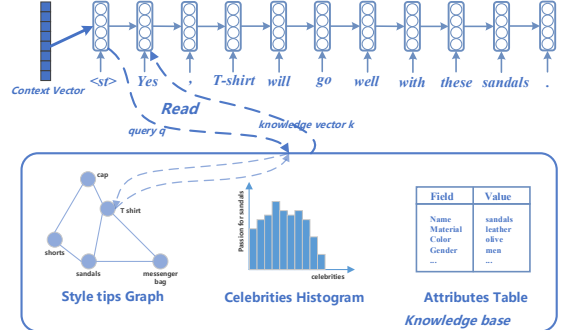 Context Vector
<st> Yes , T-shirt will go well with these sandals .
Read
query q
knowledge vector k
cap
T shirt
shorts
sandals
messenger
bag
Style tips Graph
Passion for sandals
celebrities
Celebrities Histogram
Field Value
Name sandals
Material leather
Color olive
Gender men
... ...
Attributes Table
Knowledge base